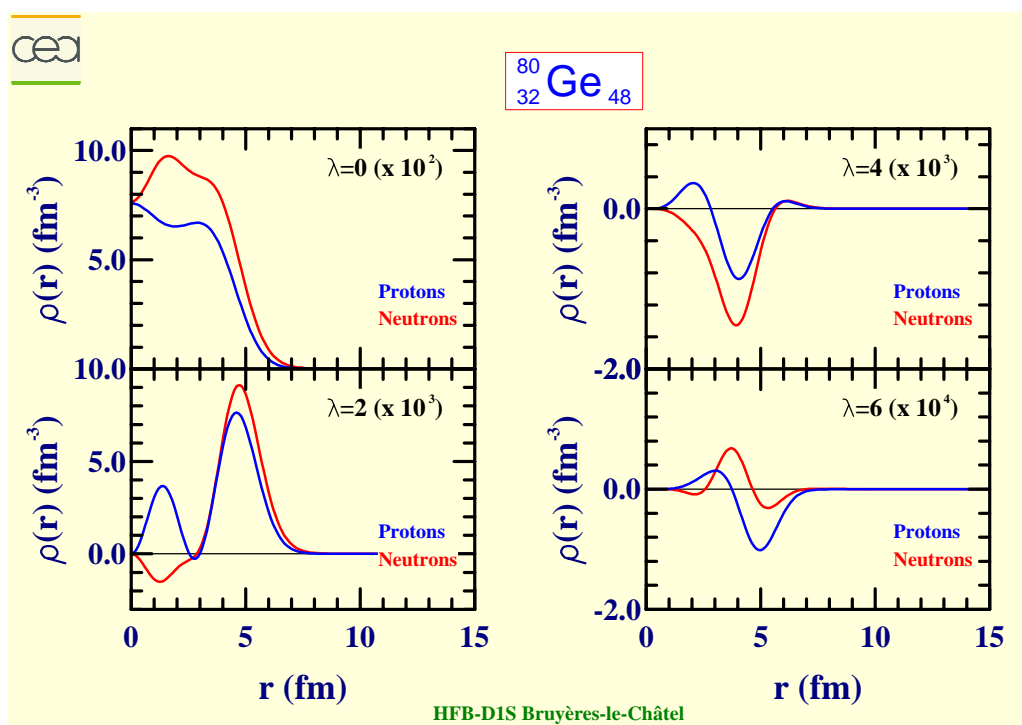 cea
80
32 Ge 48
10.0
5.0
10.0
λ=0 (x 10²)
ρ(r) (fm⁻³)
Protons
Neutrons
0.0
-2.0
λ=4 (x 10³)
ρ(r) (fm⁻³)
Protons
Neutrons
5.0
0.0
λ=2 (x 10³)
ρ(r) (fm⁻³)
Protons
Neutrons
0 5 10 15
r (fm)
0.0
-2.0
λ=6 (x 10⁴)
ρ(r) (fm⁻³)
Protons
Neutrons
0 5 10 15
r (fm)
HFB-D1S Bruyères-le-Châtel